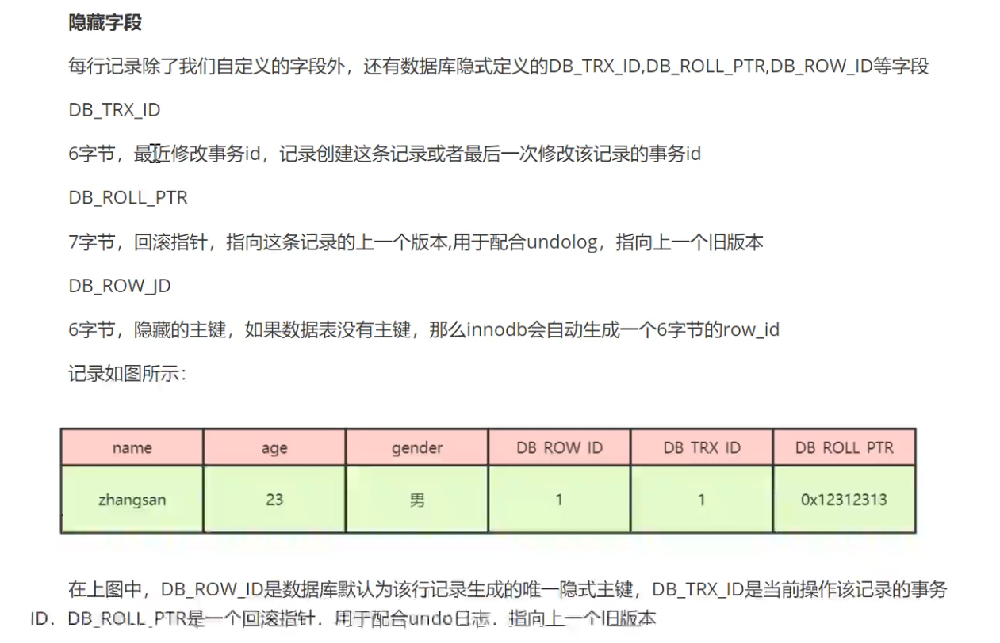 隐藏字段
每行记录除了我们自定义的字段外，还有数据库隐式定义的DB_TRX_ID,DB_ROLL_PTR,DB_ROW_ID等字段
DB_TRX_ID
6字节，最近修改事务id，记录创建这条记录或者最后一次修改该记录的事务id
DB_ROLL_PTR
7字节，回滚指针，指向这条记录的上一个版本,用于配合undolog，指向上一个旧版本
DB_ROW_JD
6字节，隐藏的主键，如果数据表没有主键，那么innodb会自动生成一个6字节的row_id
记录如图所示：
name age gender DB ROW ID DB TRX ID DB ROLL PTR
zhangsan 23 男 1 1 0x12312313
在上图中，DB_ROW_ID是数据库默认为该行记录生成的唯一隐式主键，DB_TRX_ID是当前操作该记录的事务
ID．DB_ROLL_PTR是一个回滚指针．用于配合undo日志．指向上一个旧版本